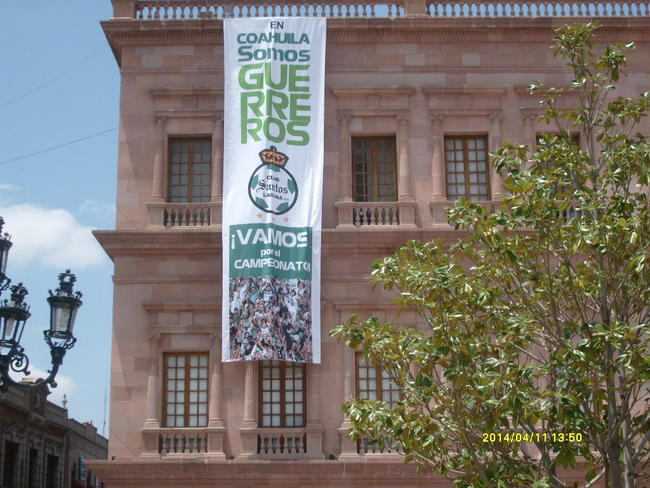 EN
COAHUILA
Somos
GUE
RRE
ROS
CLUB
Santos
LAGUNA
¡VAMOS
por el
CAMPEONATO!
2014/04/11 13:50